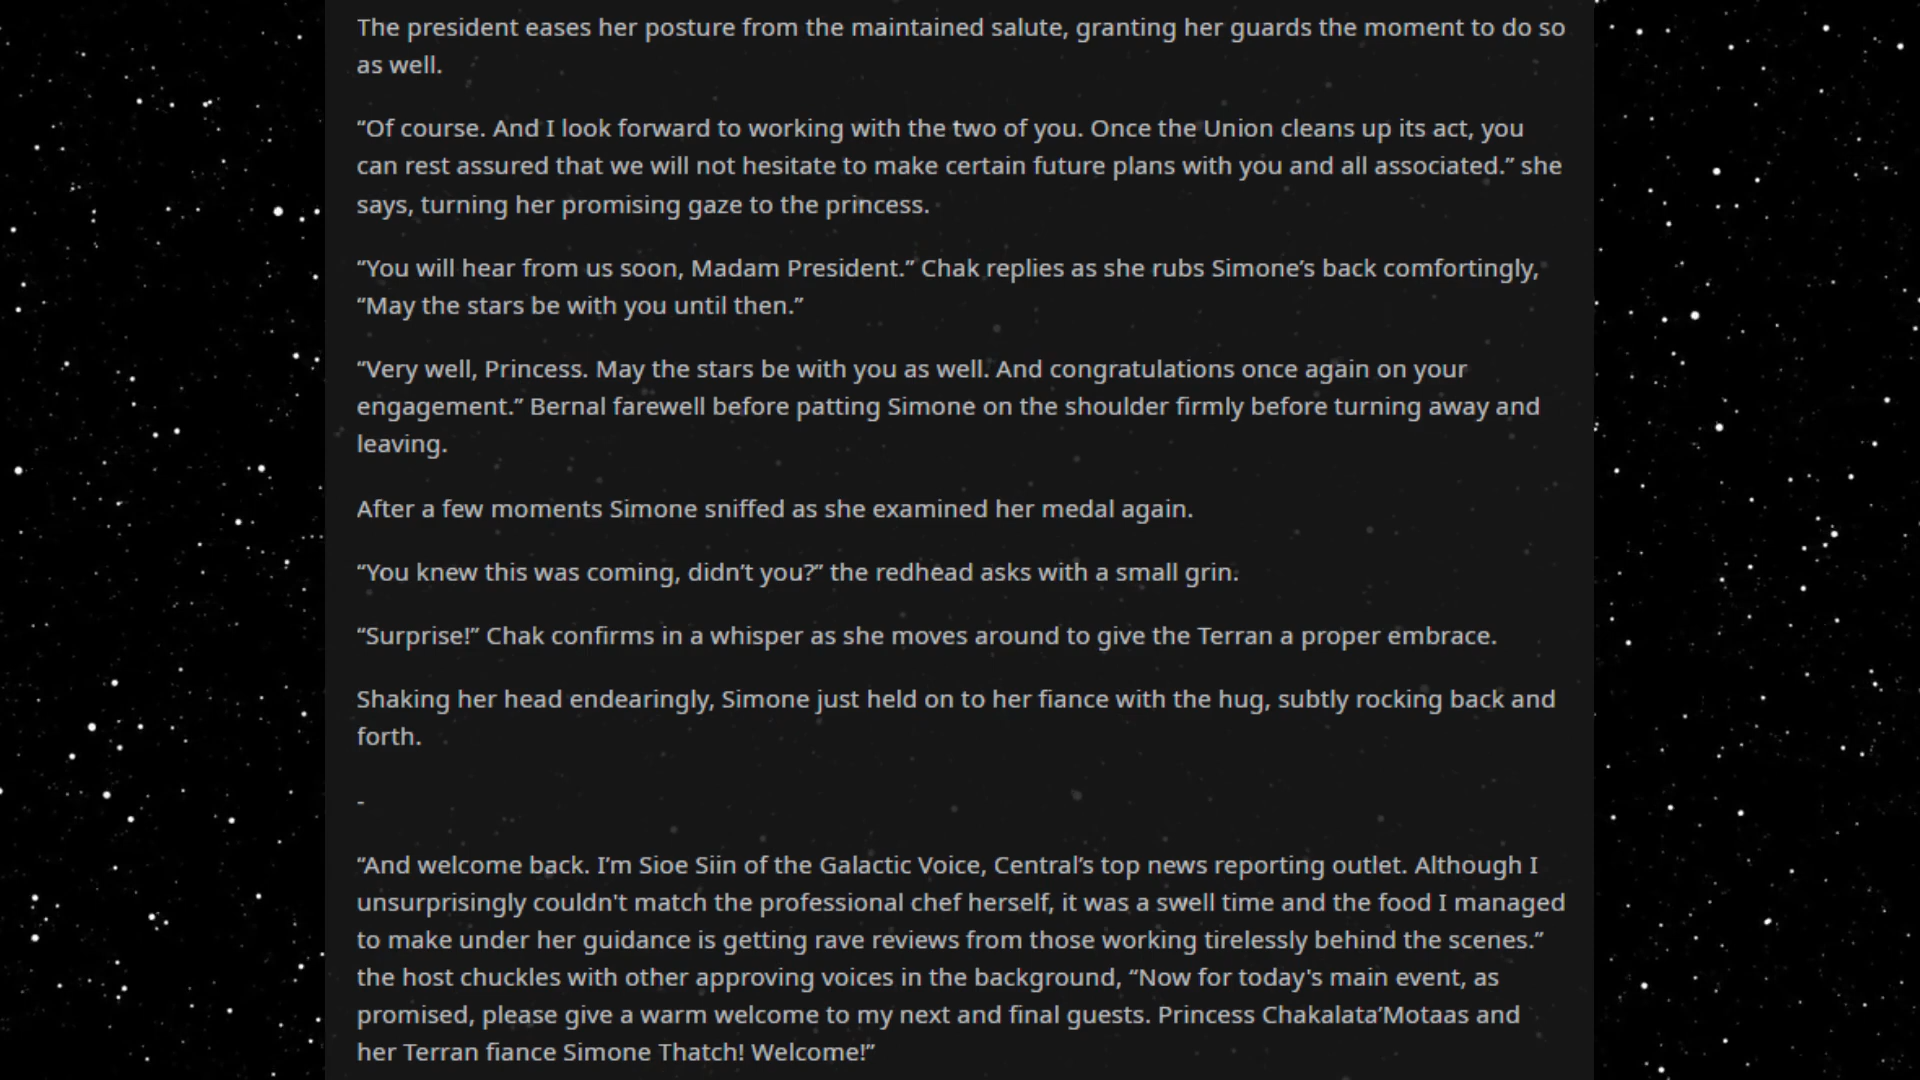 The president eases her posture from the maintained salute, granting her guards the moment to do so
as well.
“Of course. And I look forward to working with the two of you. Once the Union cleans up its act, you
can rest assured that we will not hesitate to make certain future plans with you and all associated.” she
says, turning her promising gaze to the princess.
“You will hear from us soon, Madam President.” Chak replies as she rubs Simone’s back comfortingly,
“May the stars be with you until then.”
“Very well, Princess. May the stars be with you as well. And congratulations once again on your
engagement.” Bernal farewell before patting Simone on the shoulder firmly before turning away and
leaving.
After a few moments Simone sniffed as she examined her medal again.
“You knew this was coming, didn’t you?” the redhead asks with a small grin.
“Surprise!” Chak confirms in a whisper as she moves around to give the Terran a proper embrace.
Shaking her head endearingly, Simone just held on to her fiance with the hug, subtly rocking back and
forth.
-
“And welcome back. I’m Sioe Siin of the Galactic Voice, Central’s top news reporting outlet. Although I
unsurprisingly couldn't match the professional chef herself, it was a swell time and the food I managed
to make under her guidance is getting rave reviews from those working tirelessly behind the scenes.”
the host chuckles with other approving voices in the background, “Now for today's main event, as
promised, please give a warm welcome to my next and final guests. Princess Chakalata’Motaas and
her Terran fiance Simone Thatch! Welcome!”